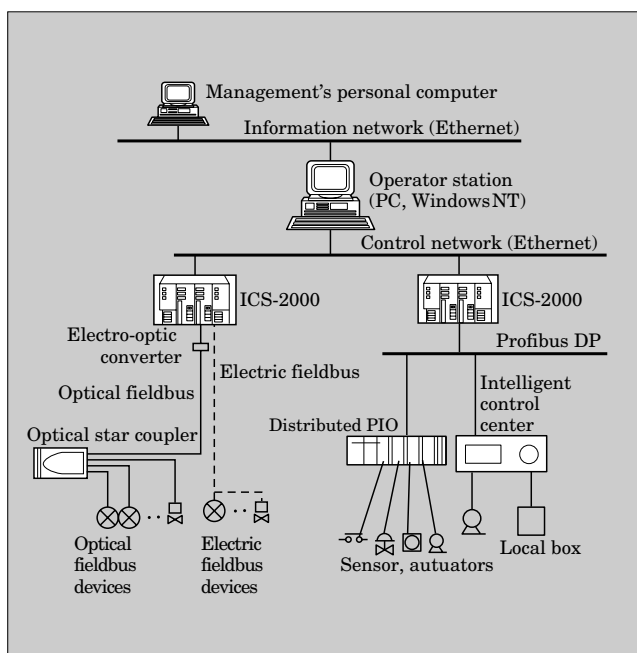 Management's personal computer
Information network (Ethernet)
Operator station
(PC, Windows NT)
Control network (Ethernet)
ICS-2000
ICS-2000
Electro-optic
converter
Profibus DP
Electric fieldbus
Optical fieldbus
Intelligent
control
center
Optical star coupler
Distributed PIO
Optical
fieldbus
devices
Electric
fieldbus
devices
Sensor, autuators
Local box